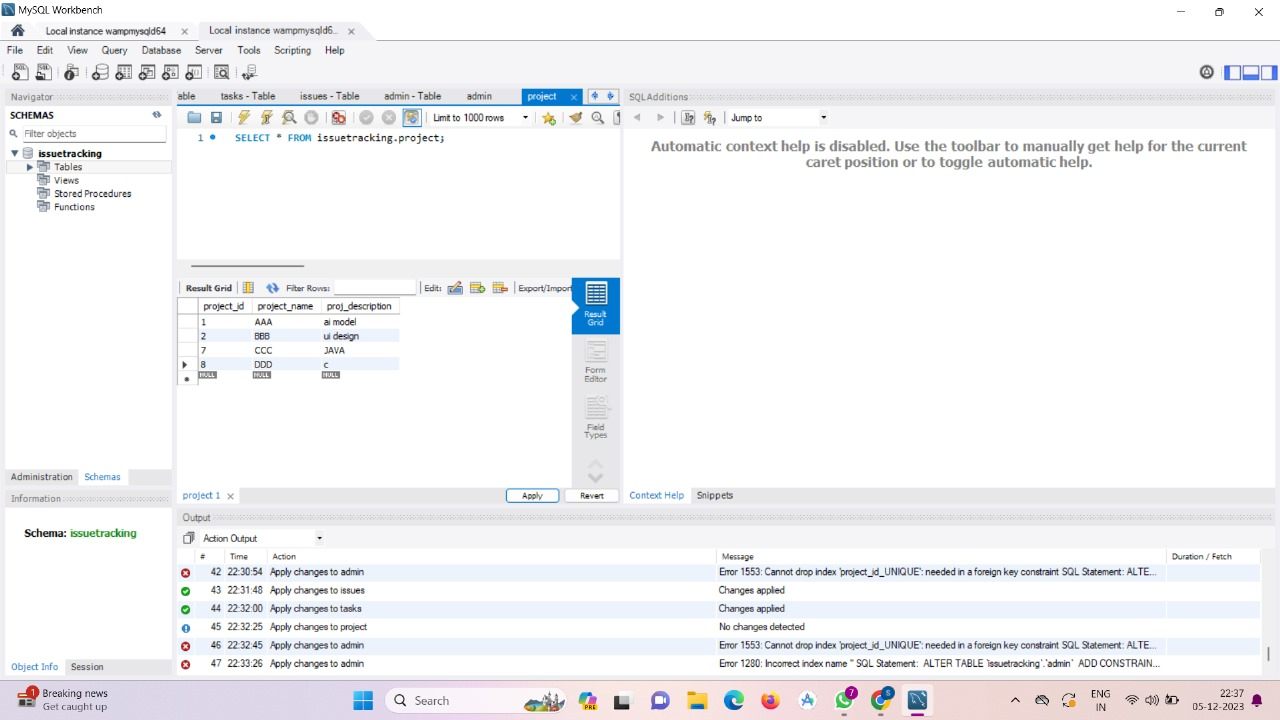 MySQL Workbench
Local instance wampmysqld64
Local instance wampmysqld6...
File Edit View Query Database Server Tools Scripting Help
Navigator
SCHEMAS
Filter objects
issuetracking
Tables
Views
Stored Procedures
Functions
Administration Schemas
Information
Schema: issuetracking
Object Info Session
able tasks - Table issues - Table admin - Table admin project
Limit to 1000 rows
1 SELECT * FROM issuetracking.project;
Result Grid Filter Rows: Edit: Export/Import
project_id project_name proj_description
1 AAA ai model
2 BBB ui design
7 CCC JAVA
8 DDD c
NULL NULL NULL
Result Grid
Form Editor
Field Types
project 1 Apply Revert
SQLAdditions
Jump to
Automatic context help is disabled. Use the toolbar to manually get help for the current
caret position or to toggle automatic help.
Context Help Snippets
Output
Action Output
# Time Action Message Duration / Fetch
42 22:30:54 Apply changes to admin Error 1553: Cannot drop index 'project_id_UNIQUE': needed in a foreign key constraint SQL Statement: ALTE...
43 22:31:48 Apply changes to issues Changes applied
44 22:32:00 Apply changes to tasks Changes applied
45 22:32:25 Apply changes to project No changes detected
46 22:32:45 Apply changes to admin Error 1553: Cannot drop index 'project_id_UNIQUE': needed in a foreign key constraint SQL Statement: ALTE...
47 22:33:26 Apply changes to admin Error 1280: Incorrect index name '' SQL Statement: ALTER TABLE `issuetracking`.`admin` ADD CONSTRAIN...
1 Breaking news
Get caught up
Search
PRE
7
S
ENG
IN
22:37
05-12-2023